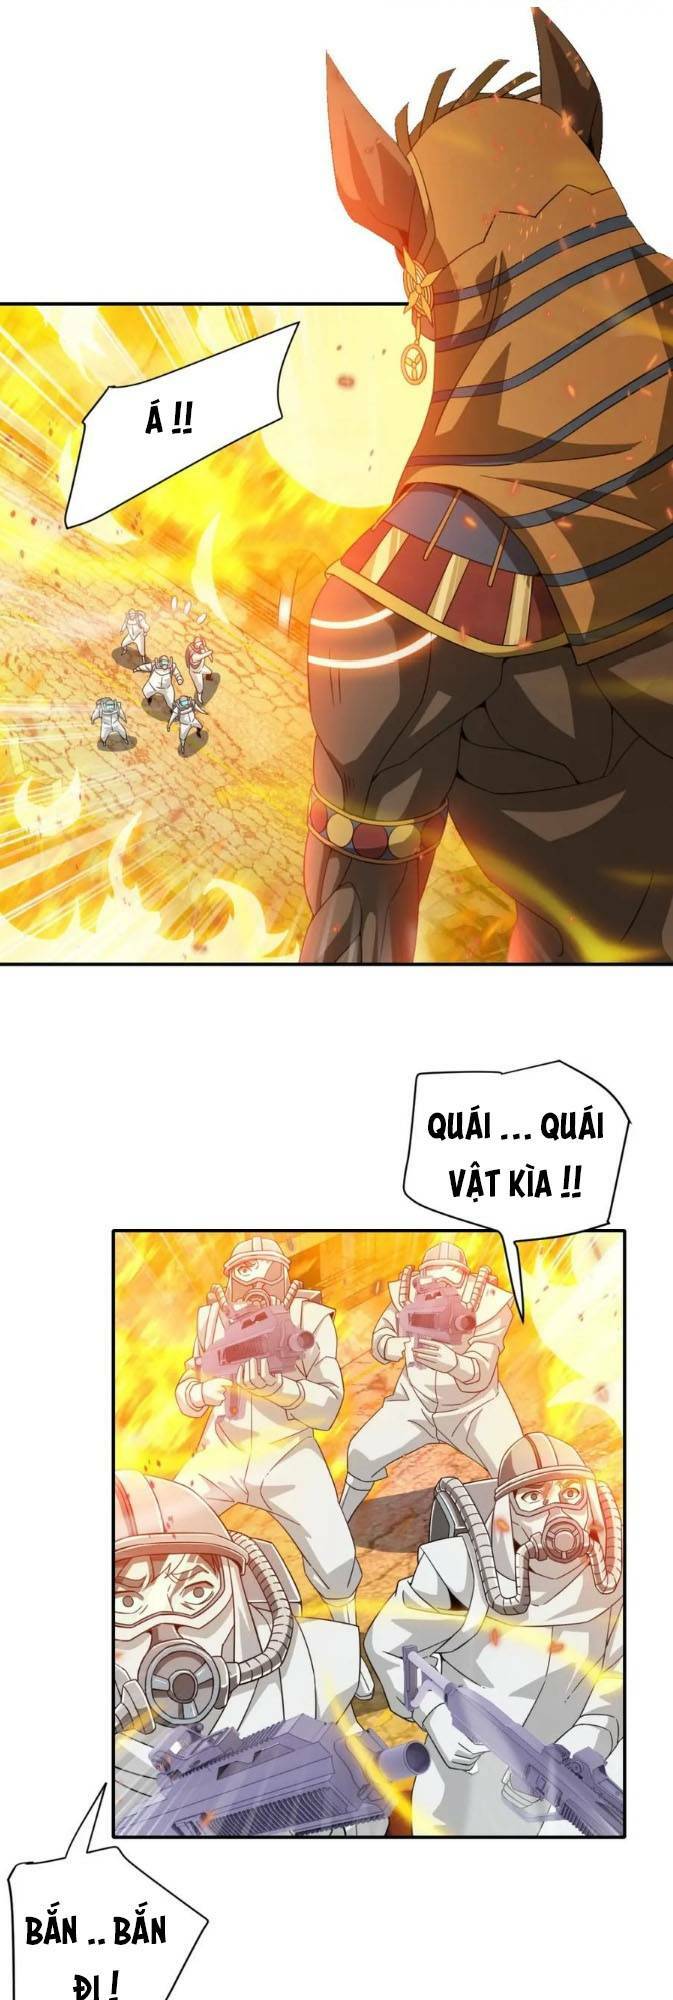 Á !!
QUÁI ... QUÁI
VẬT KÌA !!
BẮN .. BẮN
ĐI !